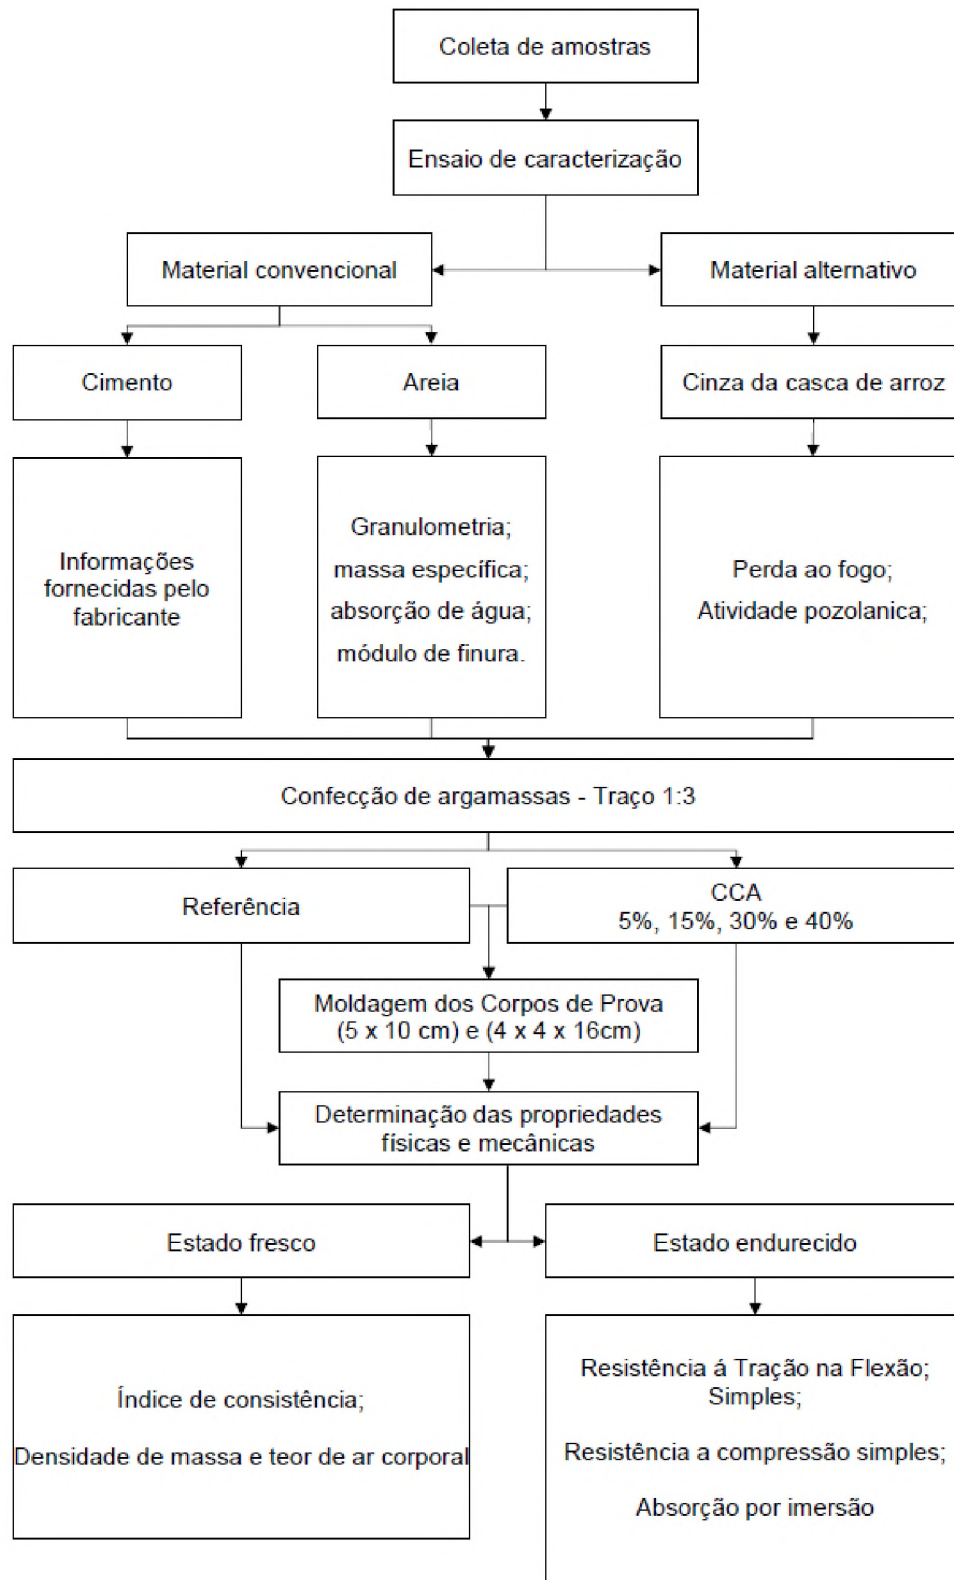 Coleta de amostras
Ensaio de caracterização
Material convencional
Material alternativo
Cimento
Areia
Cinza da casca de arroz
Informações
fornecidas pelo
fabricante
Granulometria;
massa específica;
absorção de água;
módulo de finura.
Perda ao fogo;
Atividade pozolanica;
Confecção de argamassas - Traço 1:3
Referência
CCA
5%, 15%, 30% e 40%
Moldagem dos Corpos de Prova
(5 x 10 cm) e (4 x 4 x 16cm)
Determinação das propriedades
físicas e mecânicas
Estado fresco
Estado endurecido
Índice de consistência;
Densidade de massa e teor de ar corporal
Resistência á Tração na Flexão;
Simples;
Resistência a compressão simples;
Absorção por imersão